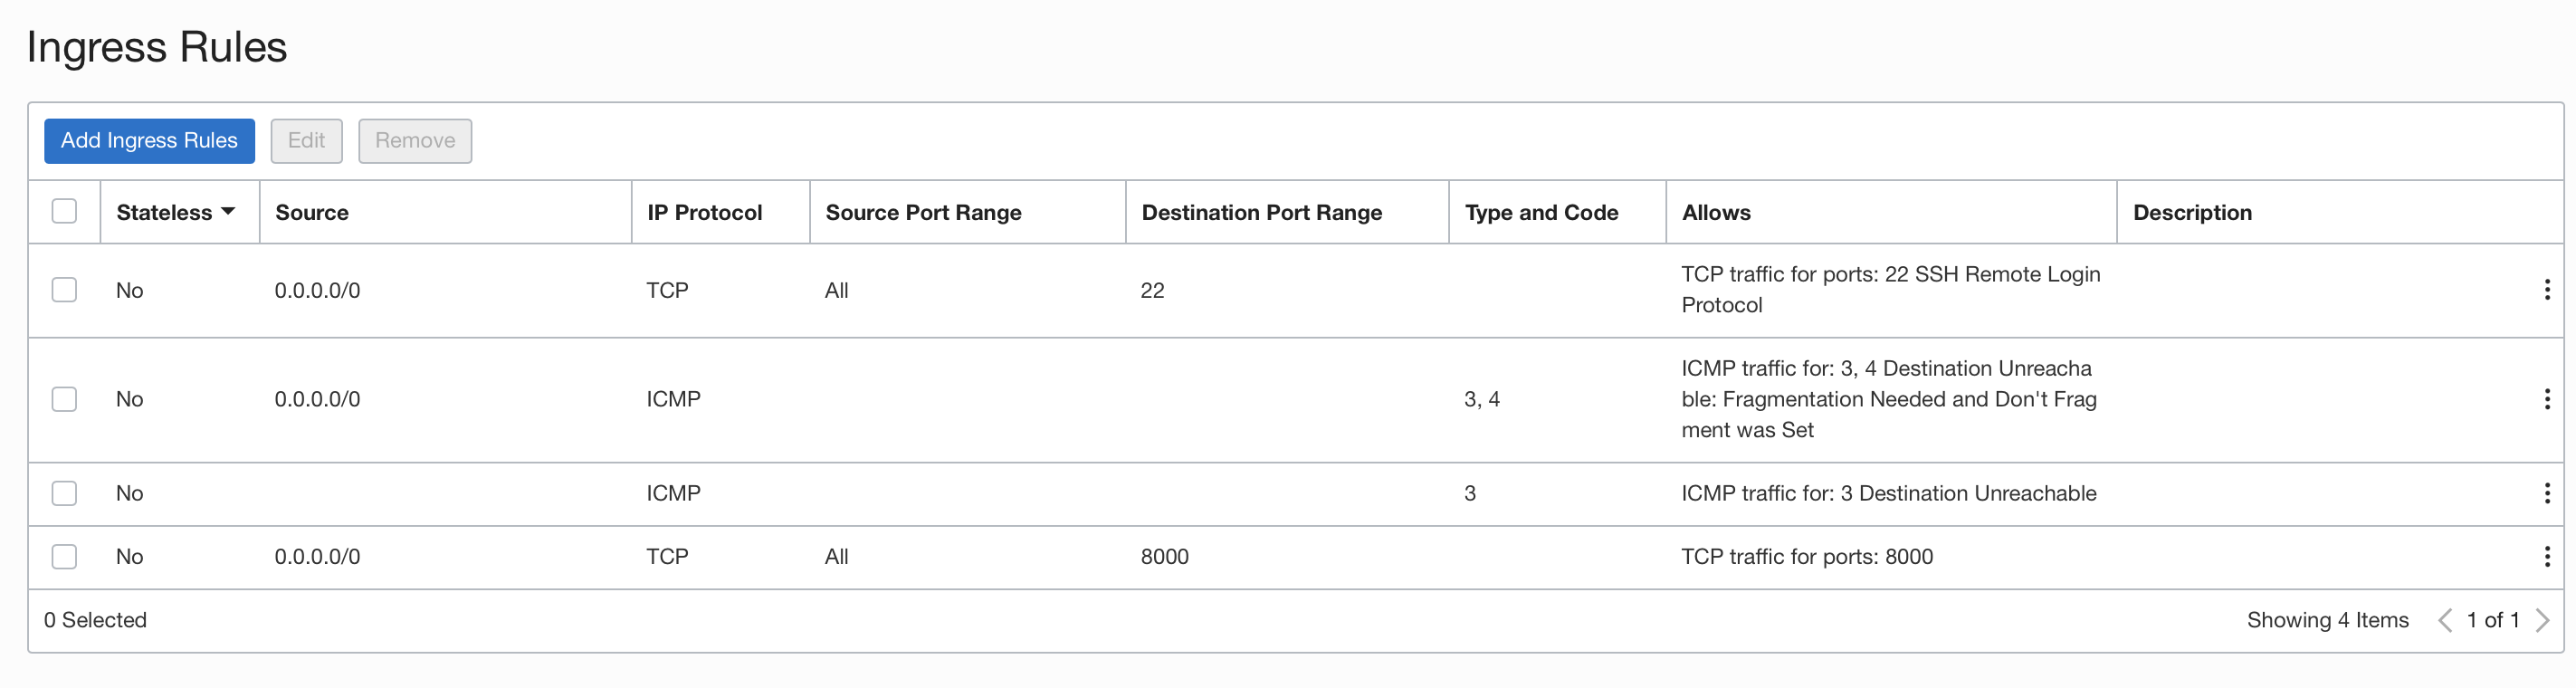 Ingress Rules
Add Ingress Rules Edit Remove
Stateless Source IP Protocol Source Port Range Destination Port Range Type and Code Allows Description
No 0.0.0.0/0 TCP All 22 TCP traffic for ports: 22 SSH Remote Login
Protocol
No 0.0.0.0/0 ICMP 3, 4 ICMP traffic for: 3, 4 Destination Unreacha
ble: Fragmentation Needed and Don't Frag
ment was Set
No ICMP 3 ICMP traffic for: 3 Destination Unreachable
No 0.0.0.0/0 TCP All 8000 TCP traffic for ports: 8000
0 Selected Showing 4 Items 1 of 1